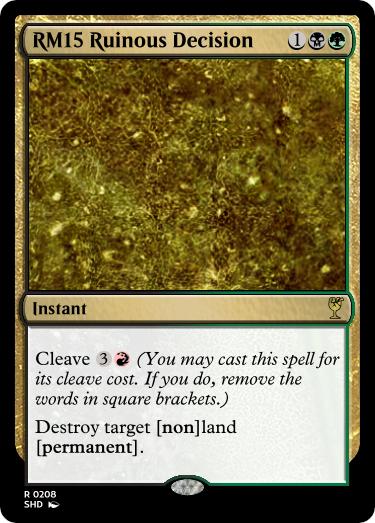 RM15 Ruinous Decision 1
Instant
Cleave 3 (You may cast this spell for
its cleave cost. If you do, remove the
words in square brackets.)
Destroy target [non]land
[permanent].
R 0208
SHD